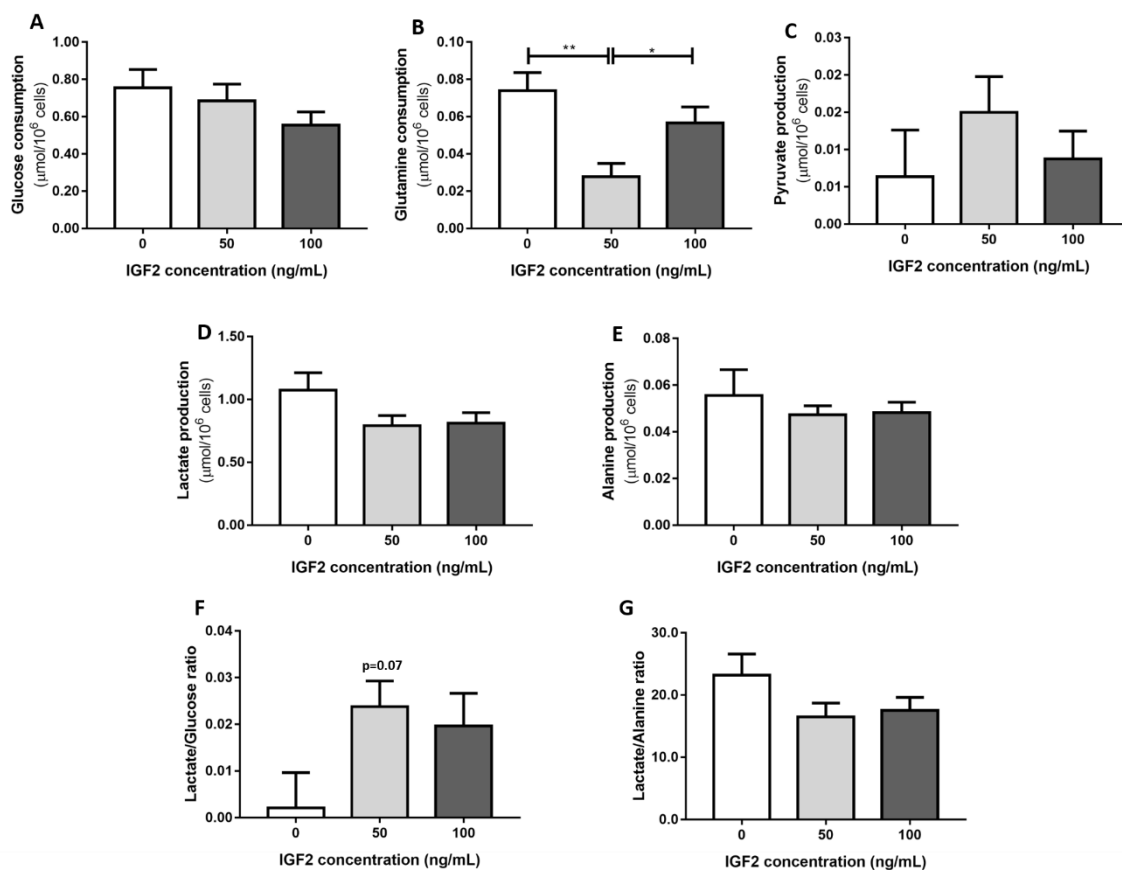 A
Glucose consumption
(μmol/10⁶ cells)
1.00
0.80
0.60
0.40
0.20
0.00
0 50 100
IGF2 concentration (ng/mL)
B
Glutamine consumption
(μmol/10⁶ cells)
0.10
0.08
0.06
0.04
0.02
0.00
** *
0 50 100
IGF2 concentration (ng/mL)
C
Pyruvate production
(μmol/10⁶ cells)
0.03
0.02
0.02
0.01
0.01
0.00
0 50 100
IGF2 concentration (ng/mL)
D
Lactate production
(μmol/10⁶ cells)
1.50
1.00
0.50
0.00
0 50 100
IGF2 concentration (ng/mL)
E
Alanine production
(μmol/10⁶ cells)
0.08
0.06
0.04
0.02
0.00
0 50 100
IGF2 concentration (ng/mL)
F
Lactate/Glucose ratio
0.04
0.03
0.02
0.01
0.00
p=0.07
0 50 100
IGF2 concentration (ng/mL)
G
Lactate/Alanine ratio
30.0
20.0
10.0
0.0
0 50 100
IGF2 concentration (ng/mL)